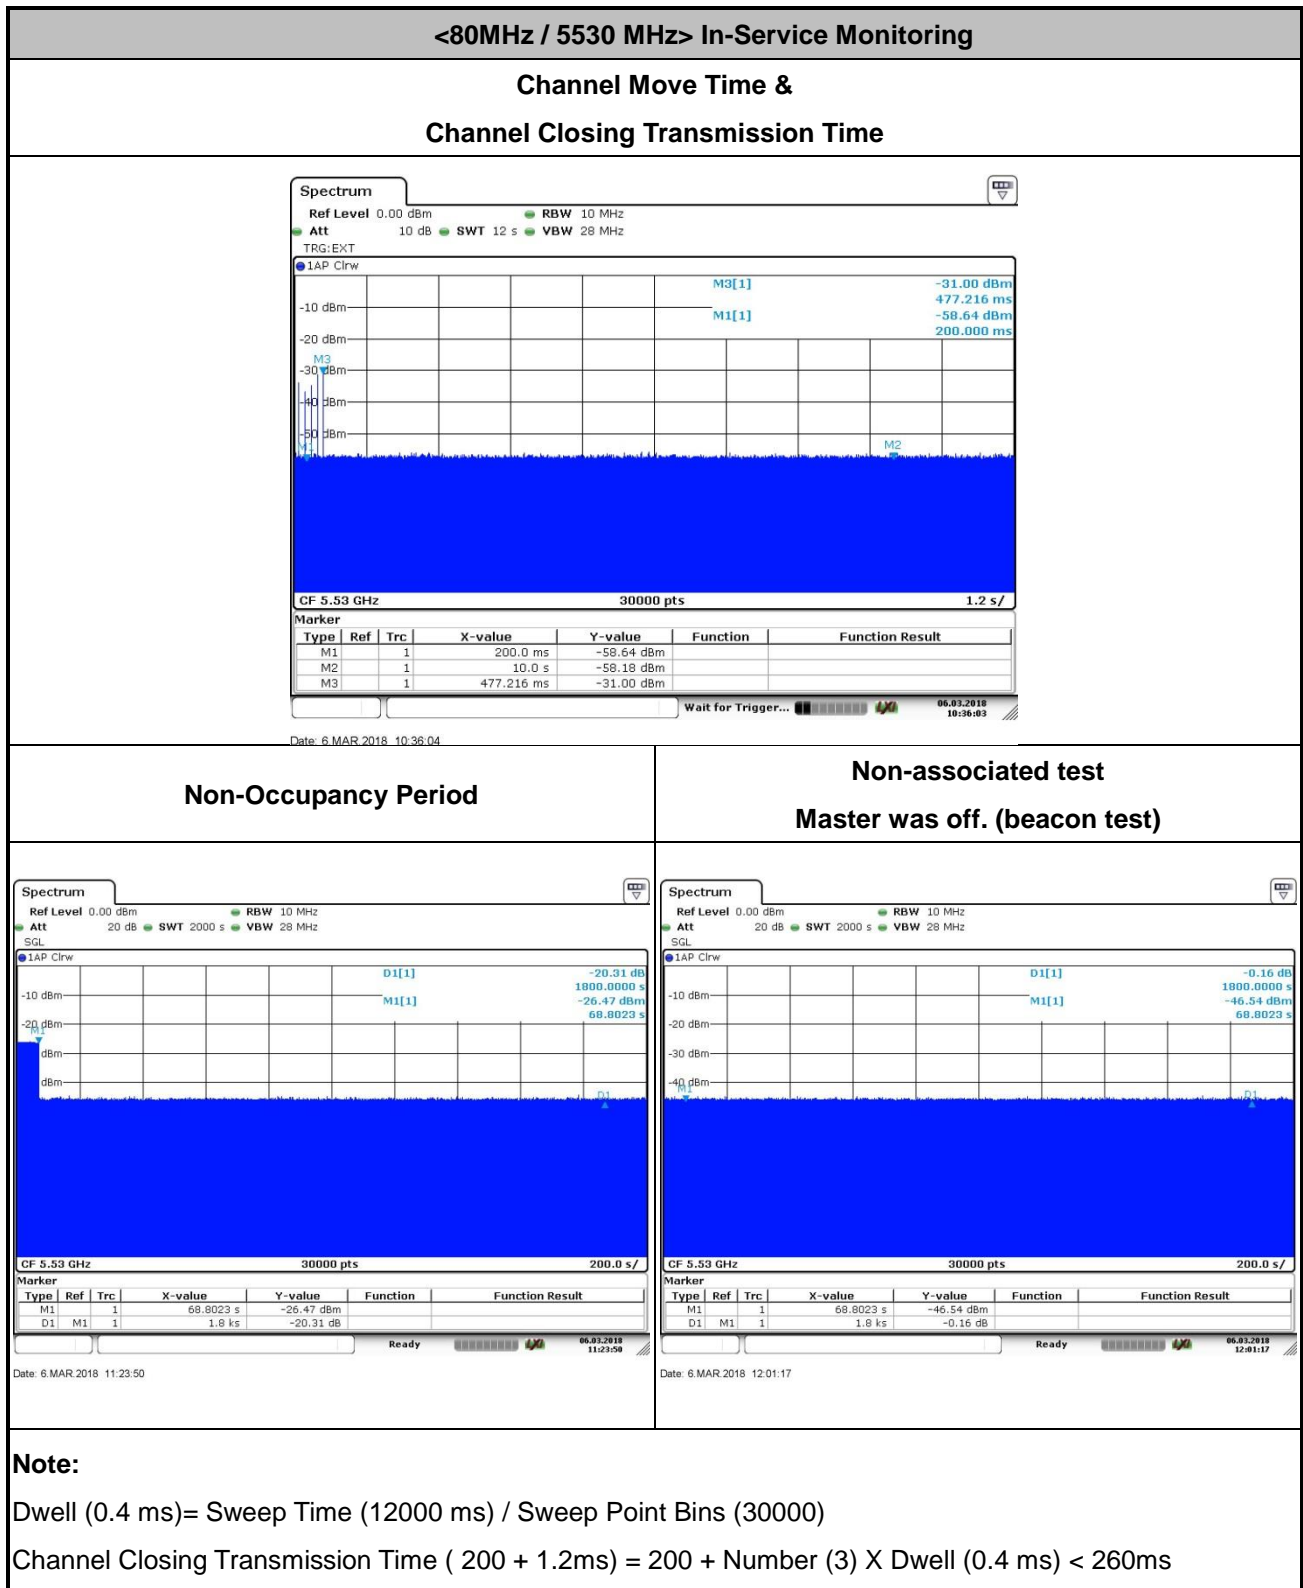 <80MHz / 5530 MHz> In-Service Monitoring
Channel Move Time &
Channel Closing Transmission Time
Spectrum
Ref Level 0.00 dBm RBW 10 MHz
Att 10 dB SWT 12 s VBW 28 MHz
TRG:EXT
1AP Clrw
M3[1] -31.00 dBm
477.216 ms
-10 dBm
M1[1] -58.64 dBm
200.000 ms
-20 dBm
M3
-30 dBm
-40 dBm
-50 dBm
M1 M2
CF 5.53 GHz 30000 pts 1.2 s/
Marker
Type Ref Trc X-value Y-value Function Function Result
M1 1 200.0 ms -58.64 dBm
M2 1 10.0 s -58.18 dBm
M3 1 477.216 ms -31.00 dBm
Wait for Trigger... LXI 06.03.2018
10:36:03
Date: 6.MAR.2018 10:36:04
Non-Occupancy Period
Spectrum
Ref Level 0.00 dBm RBW 10 MHz
Att 20 dB SWT 2000 s VBW 28 MHz
SGL
1AP Clrw
D1[1] -20.31 dB
1800.0000 s
-10 dBm
M1[1] -26.47 dBm
68.8023 s
-20 dBm
M1
dBm
dBm
D1
CF 5.53 GHz 30000 pts 200.0 s/
Marker
Type Ref Trc X-value Y-value Function Function Result
M1 1 68.8023 s -26.47 dBm
D1 M1 1 1.8 ks -20.31 dB
Ready LXI 06.03.2018
11:23:50
Date: 6.MAR.2018 11:23:50
Non-associated test
Master was off. (beacon test)
Spectrum
Ref Level 0.00 dBm RBW 10 MHz
Att 20 dB SWT 2000 s VBW 28 MHz
SGL
1AP Clrw
D1[1] -0.16 dB
1800.0000 s
-10 dBm
M1[1] -46.54 dBm
68.8023 s
-20 dBm
-30 dBm
-40 dBm
M1 D1
CF 5.53 GHz 30000 pts 200.0 s/
Marker
Type Ref Trc X-value Y-value Function Function Result
M1 1 68.8023 s -46.54 dBm
D1 M1 1 1.8 ks -0.16 dB
Ready LXI 06.03.2018
12:01:17
Date: 6.MAR.2018 12:01:17
Note:
Dwell (0.4 ms)= Sweep Time (12000 ms) / Sweep Point Bins (30000)
Channel Closing Transmission Time ( 200 + 1.2ms) = 200 + Number (3) X Dwell (0.4 ms) < 260ms